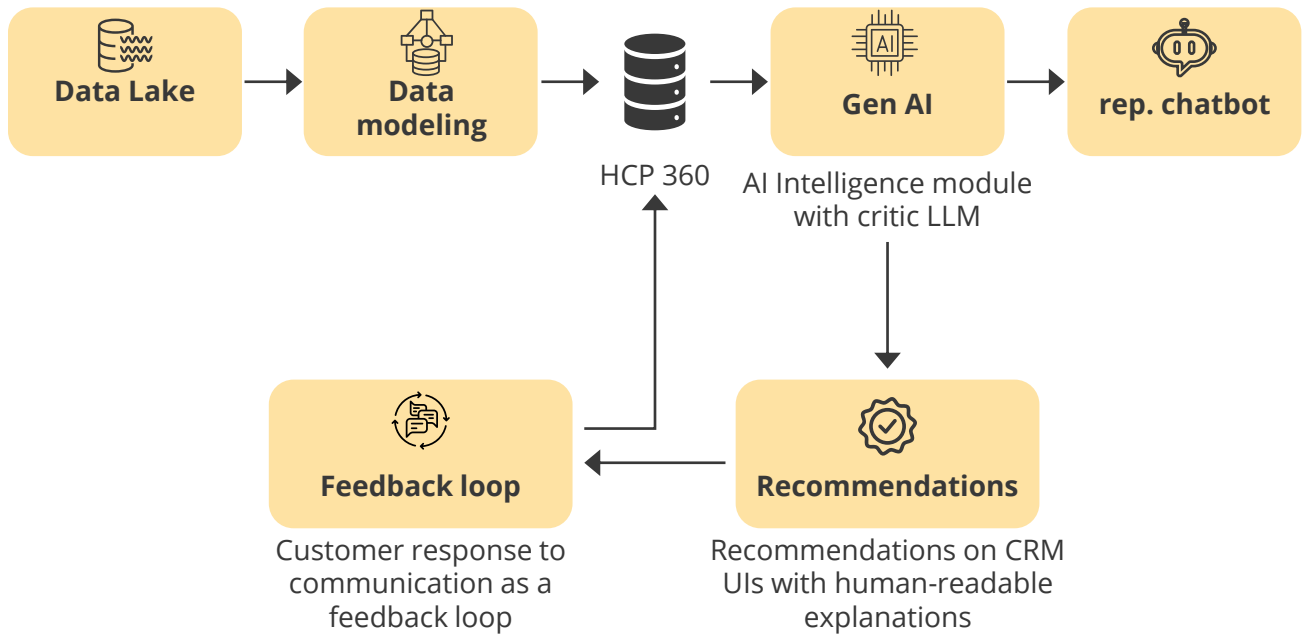 Data Lake
Data
modeling
HCP 360
AI
Gen AI
AI Intelligence module
with critic LLM
rep. chatbot
Feedback loop
Customer response to
communication as a
feedback loop
Recommendations
Recommendations on CRM
UIs with human-readable
explanations